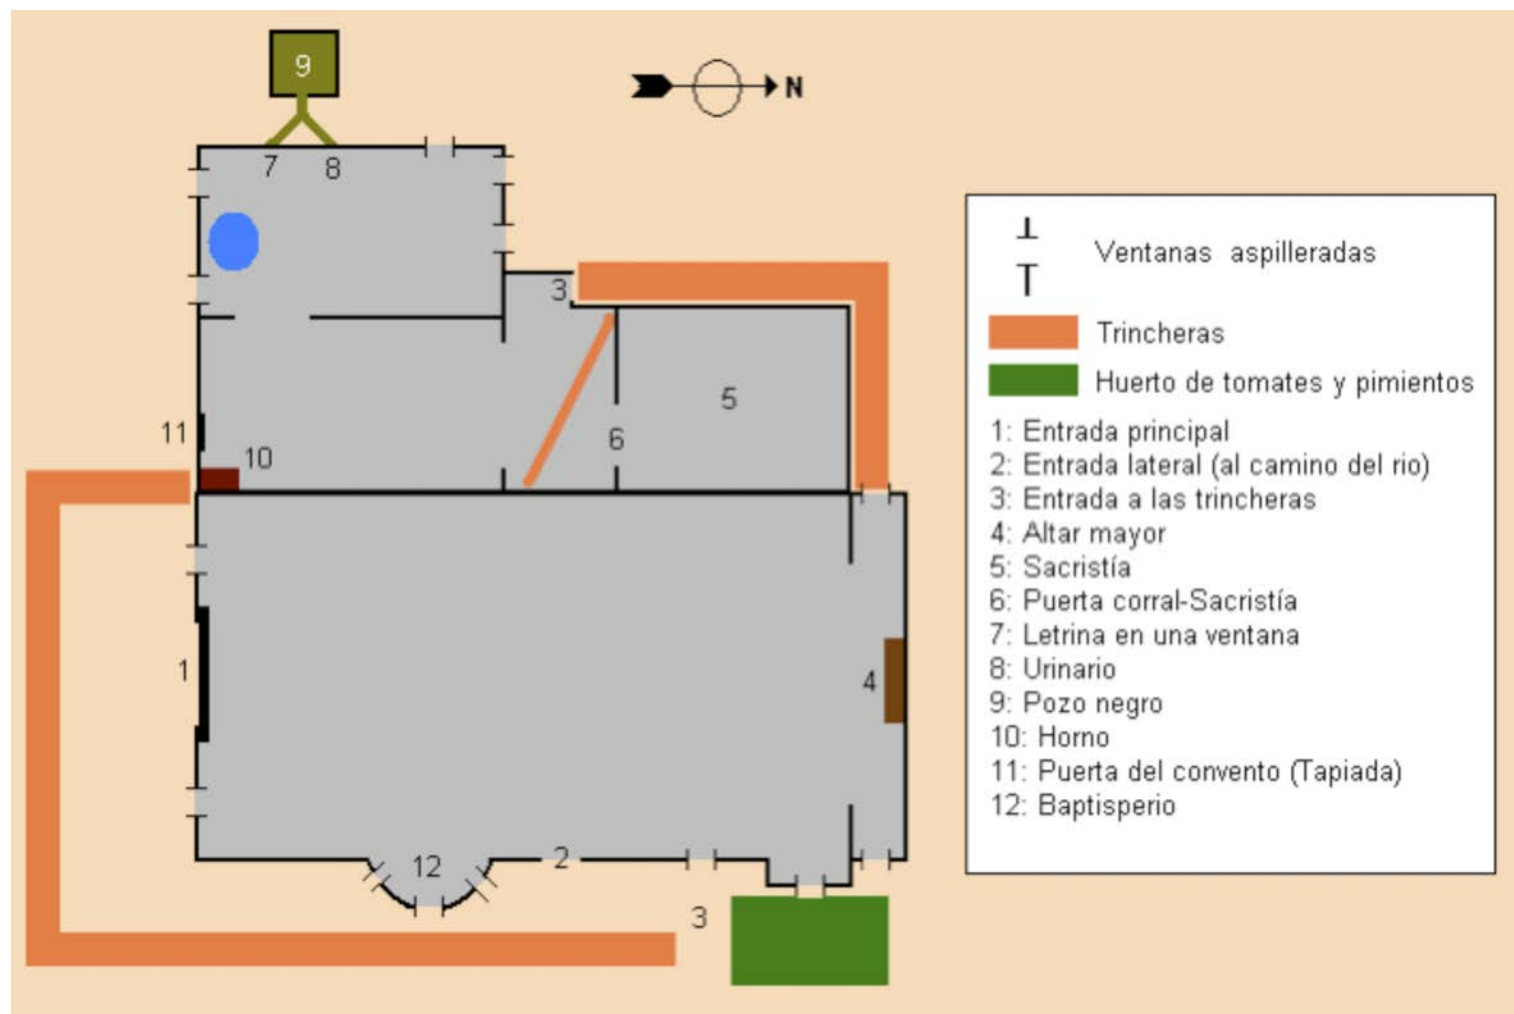 9
N
7
8
3
5
6
11
10
1
4
12
2
3
Ventanas aspilleradas
Trincheras
Huerto de tomates y pimientos
1: Entrada principal
2: Entrada lateral (al camino del rio)
3: Entrada a las trincheras
4: Altar mayor
5: Sacristía
6: Puerta corral-Sacristía
7: Letrina en una ventana
8: Urinario
9: Pozo negro
10: Horno
11: Puerta del convento (Tapiada)
12: Baptisperio